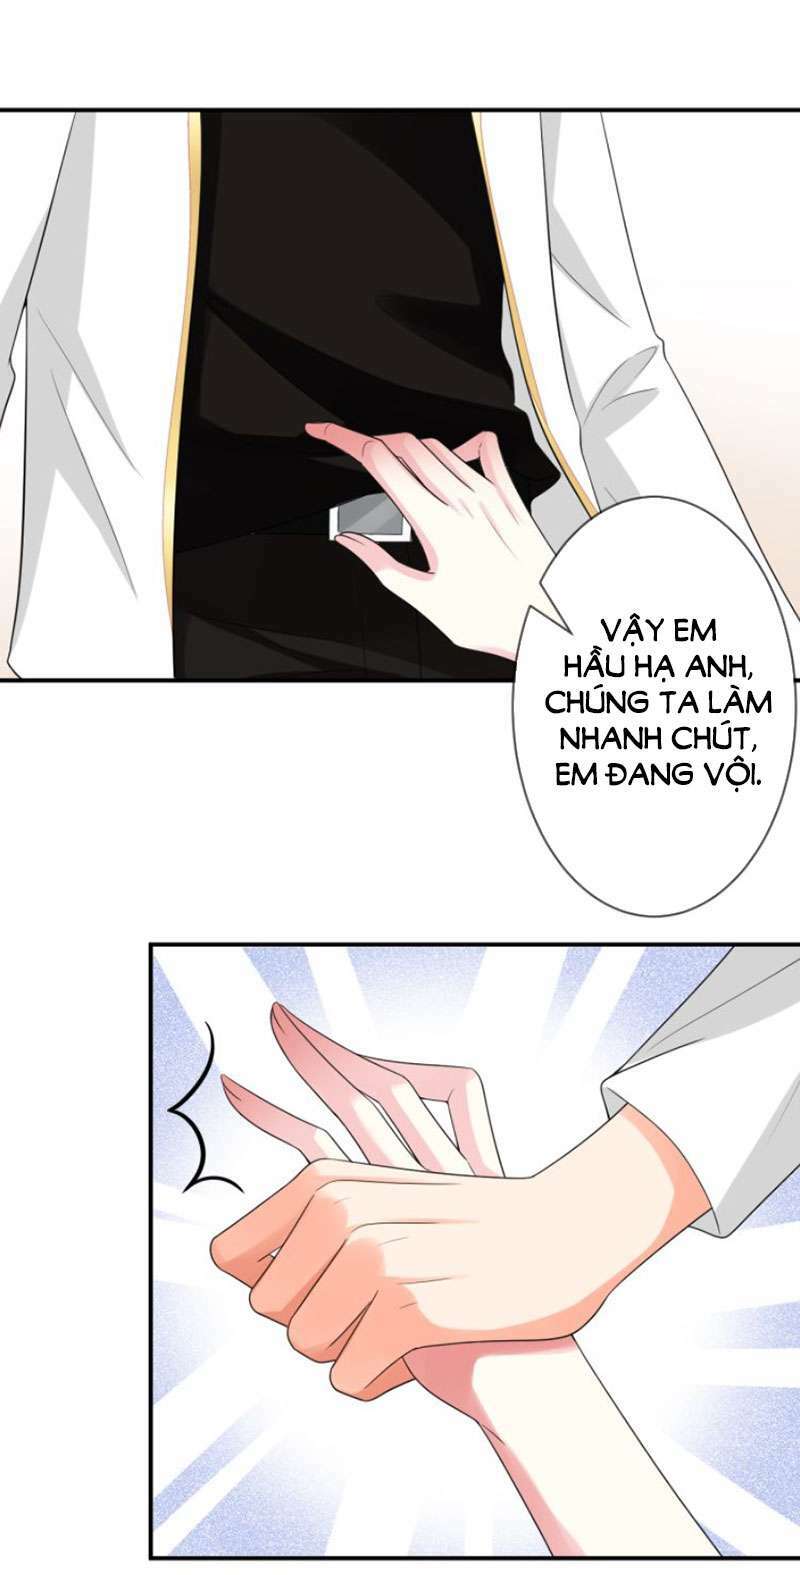 VẬY EM
HẦU HẠ ANH,
CHÚNG TA LÀM
NHANH CHÚT,
EM ĐANG VỘI.